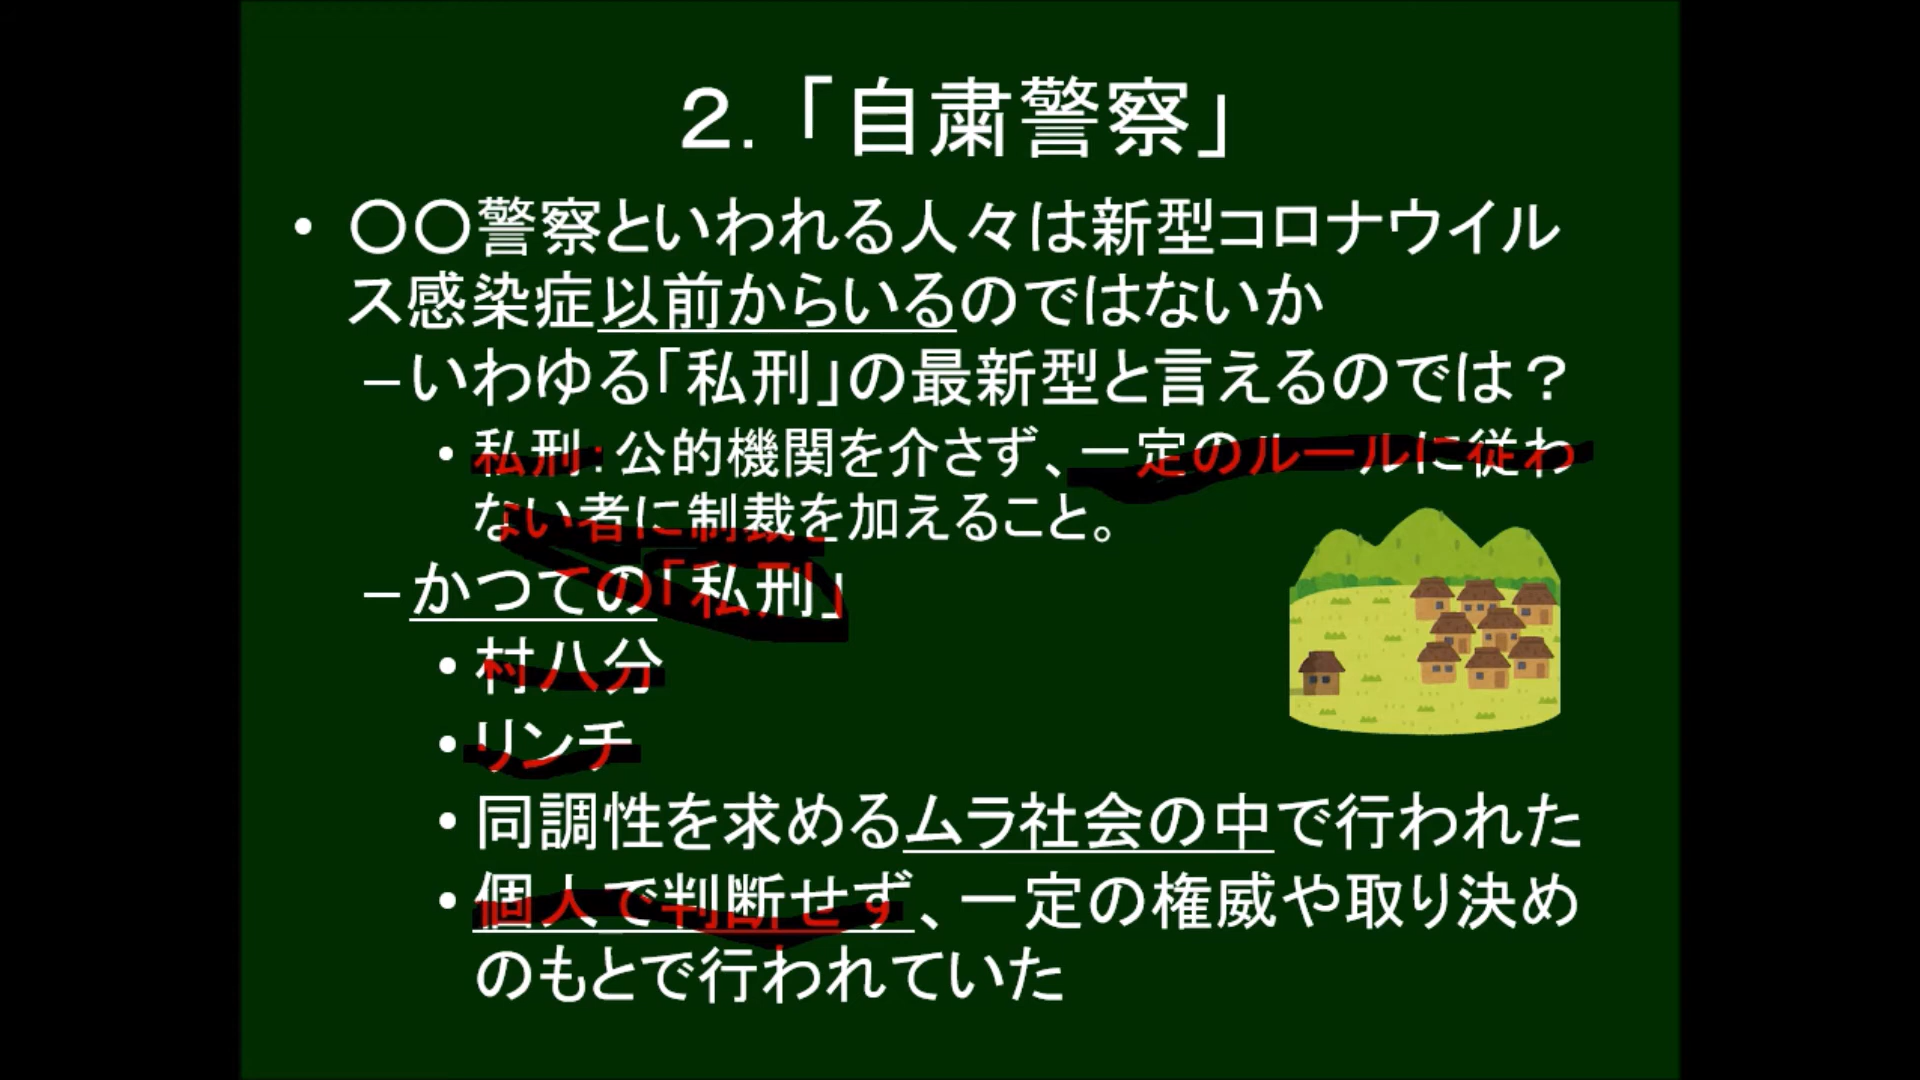 ２．「自粛警察」
• 〇〇警察といわれる人々は新型コロナウイル
ス感染症以前からいるのではないか
–いわゆる「私刑」の最新型と言えるのでは？
• 私刑：公的機関を介さず、一定のルールに従わ
ない者に制裁を加えること。
–かつての「私刑」
• 村八分
• リンチ
• 同調性を求めるムラ社会の中で行われた
• 個人で判断せず、一定の権威や取り決め
のもとで行われていた